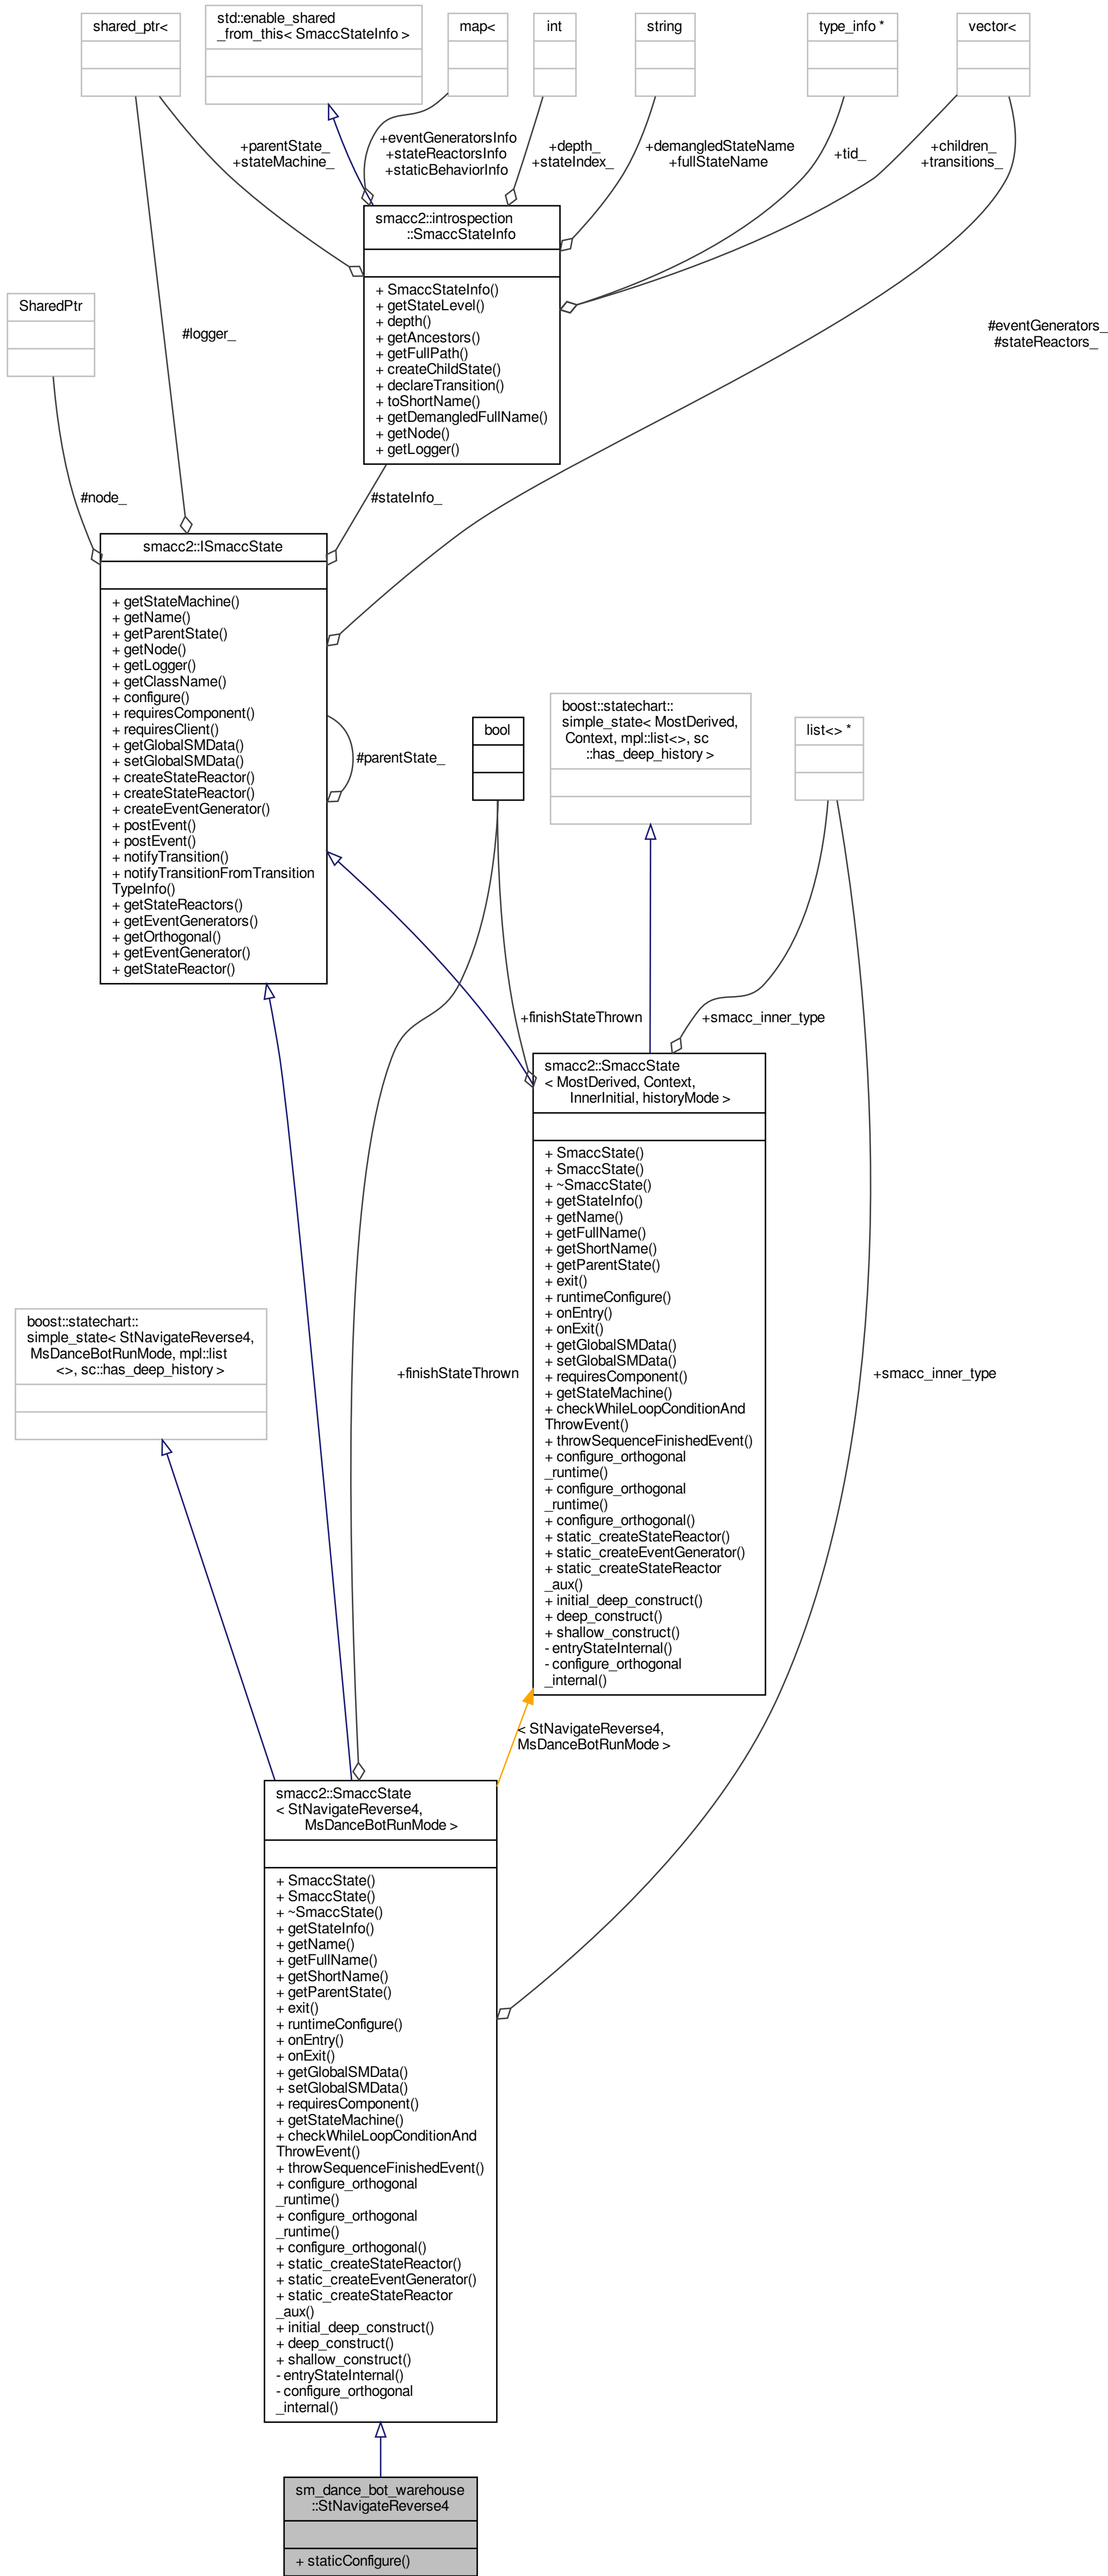 shared_ptr<
std::enable_shared
_from_this< SmaccStateInfo >
map<
int
string
type_info *
vector<
+parentState_
+stateMachine_
+eventGeneratorsInfo
+stateReactorsInfo
+staticBehaviorInfo
+depth_
+stateIndex_
+demangledStateName
+fullStateName
+tid_
+children_
+transitions_
smacc2::introspection
::SmaccStateInfo
+ SmaccStateInfo()
+ getStateLevel()
+ depth()
+ getAncestors()
+ getFullPath()
+ createChildState()
+ declareTransition()
+ toShortName()
+ getDemangledFullName()
+ getNode()
+ getLogger()
SharedPtr
#logger_
#eventGenerators_
#stateReactors_
#node_
#stateInfo_
smacc2::ISmaccState
+ getStateMachine()
+ getName()
+ getParentState()
+ getNode()
+ getLogger()
+ getClassName()
+ configure()
+ requiresComponent()
+ requiresClient()
+ getGlobalSMData()
+ setGlobalSMData()
+ createStateReactor()
+ createStateReactor()
+ createEventGenerator()
+ postEvent()
+ postEvent()
+ notifyTransition()
+ notifyTransitionFromTransition
TypeInfo()
+ getStateReactors()
+ getEventGenerators()
+ getOrthogonal()
+ getEventGenerator()
+ getStateReactor()
#parentState_
bool
boost::statechart::
simple_state< MostDerived,
Context, mpl::list<>, sc
::has_deep_history >
list<> *
+finishStateThrown
+smacc_inner_type
smacc2::SmaccState
< MostDerived, Context,
InnerInitial, historyMode >
+ SmaccState()
+ SmaccState()
+ ~SmaccState()
+ getStateInfo()
+ getName()
+ getFullName()
+ getShortName()
+ getParentState()
+ exit()
+ runtimeConfigure()
+ onEntry()
+ onExit()
+ getGlobalSMData()
+ setGlobalSMData()
+ requiresComponent()
+ getStateMachine()
+ checkWhileLoopConditionAnd
ThrowEvent()
+ throwSequenceFinishedEvent()
+ configure_orthogonal
_runtime()
+ configure_orthogonal
_runtime()
+ configure_orthogonal()
+ static_createStateReactor()
+ static_createEventGenerator()
+ static_createStateReactor
_aux()
+ initial_deep_construct()
+ deep_construct()
+ shallow_construct()
- entryStateInternal()
- configure_orthogonal
_internal()
boost::statechart::
simple_state< StNavigateReverse4,
MsDanceBotRunMode, mpl::list
<>, sc::has_deep_history >
+finishStateThrown
+smacc_inner_type
< StNavigateReverse4,
MsDanceBotRunMode >
smacc2::SmaccState
< StNavigateReverse4,
MsDanceBotRunMode >
+ SmaccState()
+ SmaccState()
+ ~SmaccState()
+ getStateInfo()
+ getName()
+ getFullName()
+ getShortName()
+ getParentState()
+ exit()
+ runtimeConfigure()
+ onEntry()
+ onExit()
+ getGlobalSMData()
+ setGlobalSMData()
+ requiresComponent()
+ getStateMachine()
+ checkWhileLoopConditionAnd
ThrowEvent()
+ throwSequenceFinishedEvent()
+ configure_orthogonal
_runtime()
+ configure_orthogonal
_runtime()
+ configure_orthogonal()
+ static_createStateReactor()
+ static_createEventGenerator()
+ static_createStateReactor
_aux()
+ initial_deep_construct()
+ deep_construct()
+ shallow_construct()
- entryStateInternal()
- configure_orthogonal
_internal()
sm_dance_bot_warehouse
::StNavigateReverse4
+ staticConfigure()